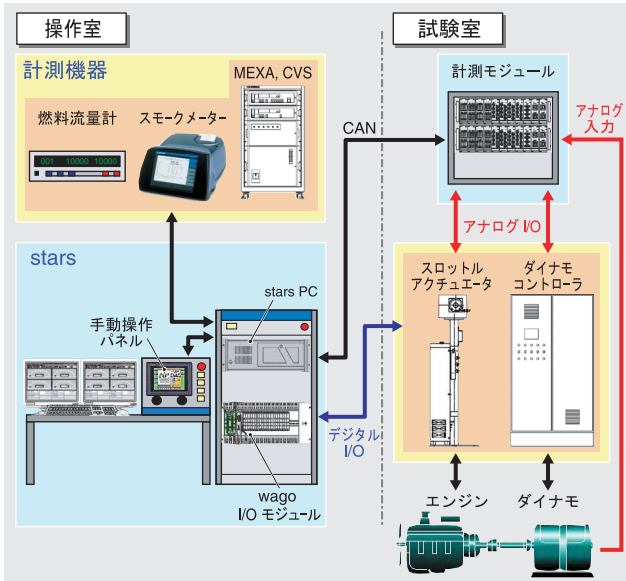 操作室
計測機器
MEXA, CVS
燃料流量計
スモークメーター
001 10000 10000
stars
stars PC
手動操作
パネル
wago
I/O モジュール
CAN
デジタル
I/O
試験室
計測モジュール
アナログ
入力
アナログ I/O
スロットル
アクチュエータ
ダイナモ
コントローラ
エンジン
ダイナモ